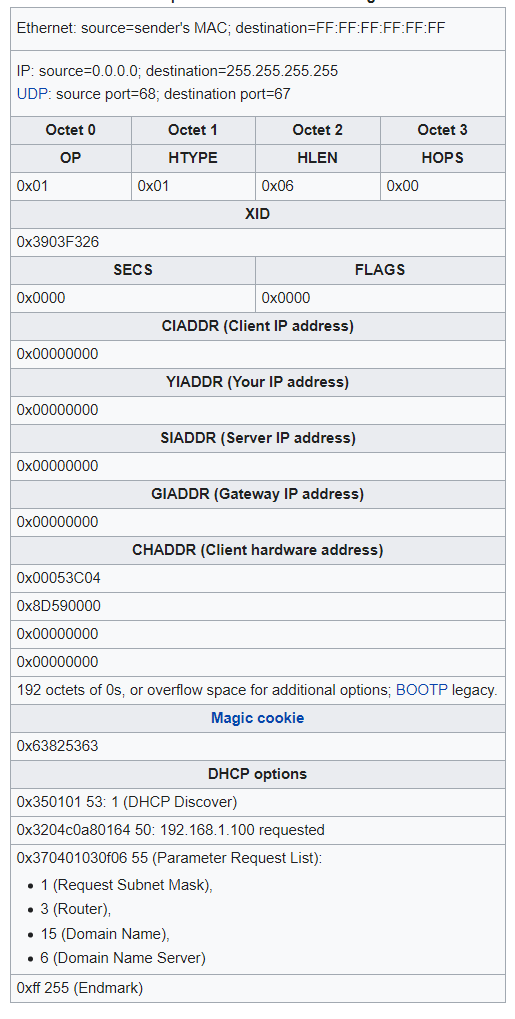 Ethernet: source=sender's MAC; destination=FF:FF:FF:FF:FF:FF
IP: source=0.0.0.0; destination=255.255.255.255
UDP: source port=68; destination port=67
Octet 0 Octet 1 Octet 2 Octet 3
OP HTYPE HLEN HOPS
0x01 0x01 0x06 0x00
XID
0x3903F326
SECS FLAGS
0x0000 0x0000
CIADDR (Client IP address)
0x00000000
YIADDR (Your IP address)
0x00000000
SIADDR (Server IP address)
0x00000000
GIADDR (Gateway IP address)
0x00000000
CHADDR (Client hardware address)
0x00053C04
0x8D590000
0x00000000
0x00000000
192 octets of 0s, or overflow space for additional options; BOOTP legacy.
Magic cookie
0x63825363
DHCP options
0x350101 53: 1 (DHCP Discover)
0x3204c0a80164 50: 192.168.1.100 requested
0x370401030f06 55 (Parameter Request List):
• 1 (Request Subnet Mask),
• 3 (Router),
• 15 (Domain Name),
• 6 (Domain Name Server)
0xff 255 (Endmark)